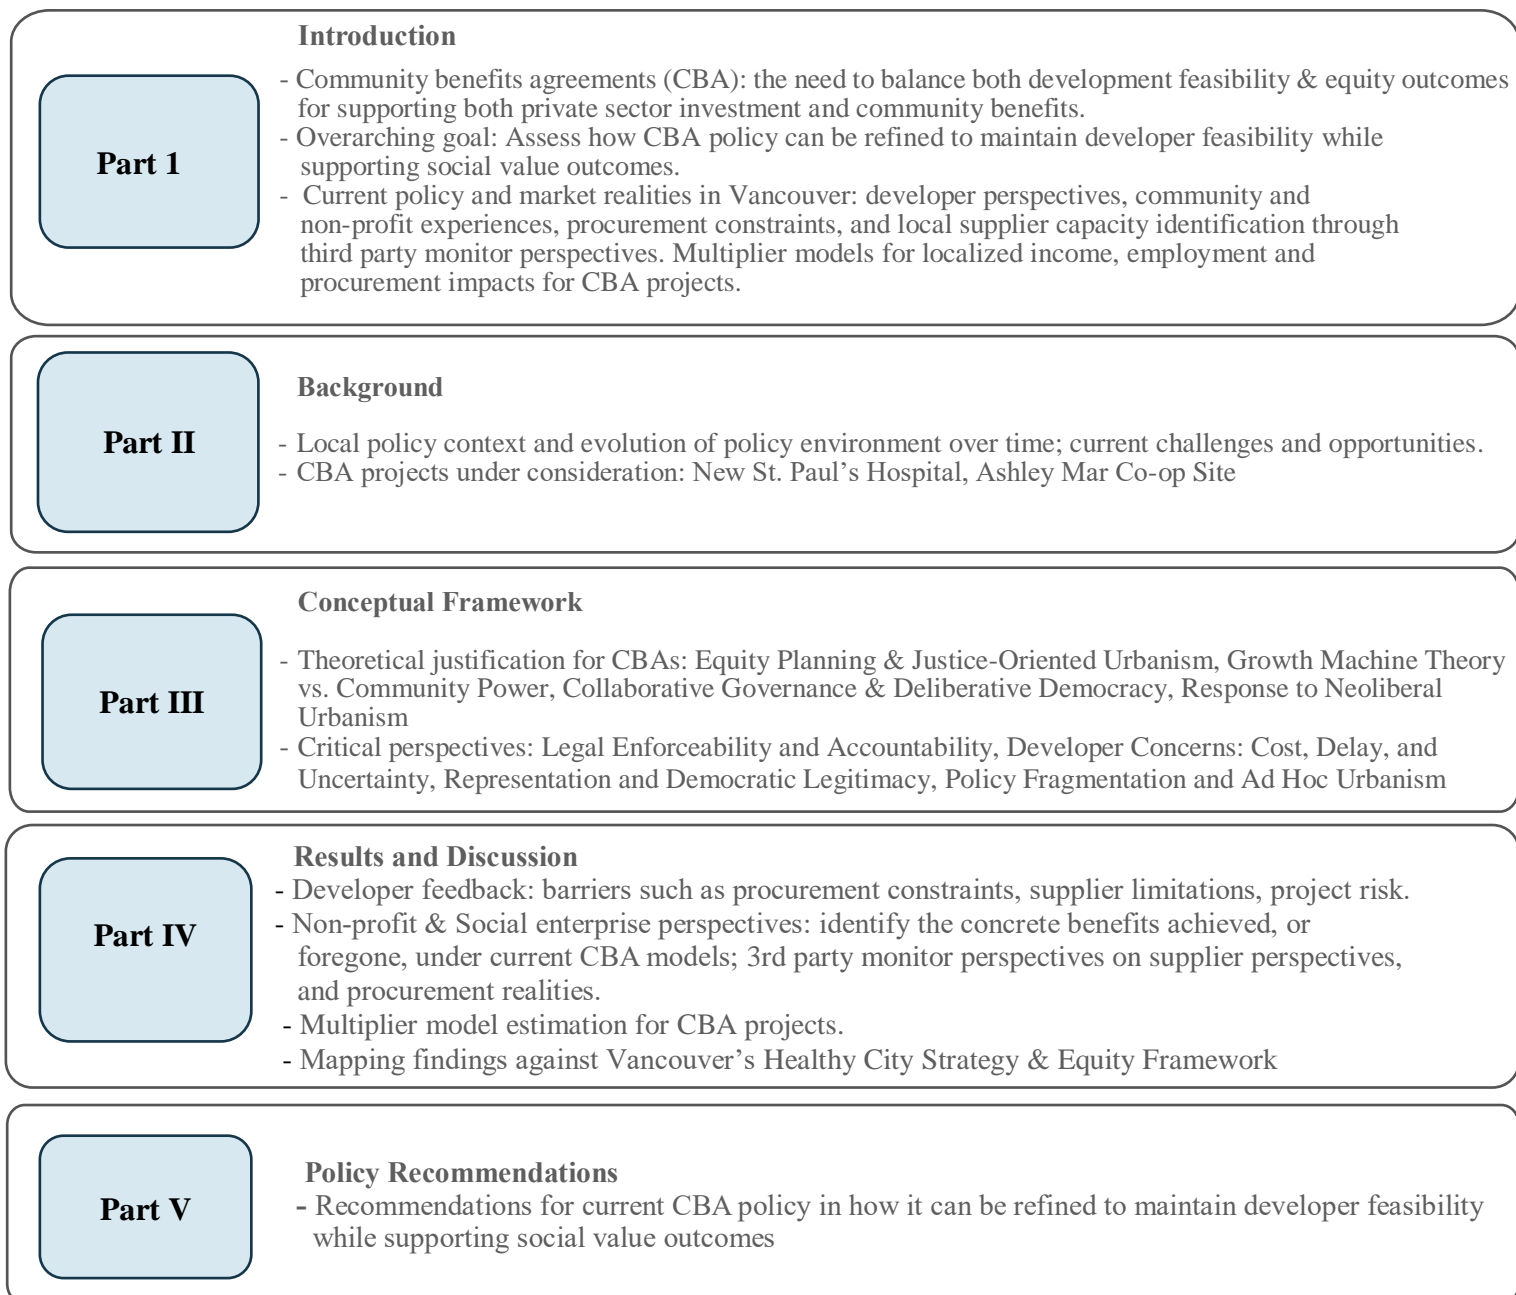 Introduction
- Community benefits agreements (CBA): the need to balance both development feasibility & equity outcomes
for supporting both private sector investment and community benefits.
- Overarching goal: Assess how CBA policy can be refined to maintain developer feasibility while
supporting social value outcomes.
- Current policy and market realities in Vancouver: developer perspectives, community and
non-profit experiences, procurement constraints, and local supplier capacity identification through
third party monitor perspectives. Multiplier models for localized income, employment and
procurement impacts for CBA projects.
Part 1
Background
- Local policy context and evolution of policy environment over time; current challenges and opportunities.
- CBA projects under consideration: New St. Paul’s Hospital, Ashley Mar Co-op Site
Part II
Conceptual Framework
- Theoretical justification for CBAs: Equity Planning & Justice-Oriented Urbanism, Growth Machine Theory
vs. Community Power, Collaborative Governance & Deliberative Democracy, Response to Neoliberal
Urbanism
- Critical perspectives: Legal Enforceability and Accountability, Developer Concerns: Cost, Delay, and
Uncertainty, Representation and Democratic Legitimacy, Policy Fragmentation and Ad Hoc Urbanism
Part III
Results and Discussion
- Developer feedback: barriers such as procurement constraints, supplier limitations, project risk.
- Non-profit & Social enterprise perspectives: identify the concrete benefits achieved, or
foregone, under current CBA models; 3rd party monitor perspectives on supplier perspectives,
and procurement realities.
- Multiplier model estimation for CBA projects.
- Mapping findings against Vancouver’s Healthy City Strategy & Equity Framework
Part IV
Policy Recommendations
- Recommendations for current CBA policy in how it can be refined to maintain developer feasibility
while supporting social value outcomes
Part V